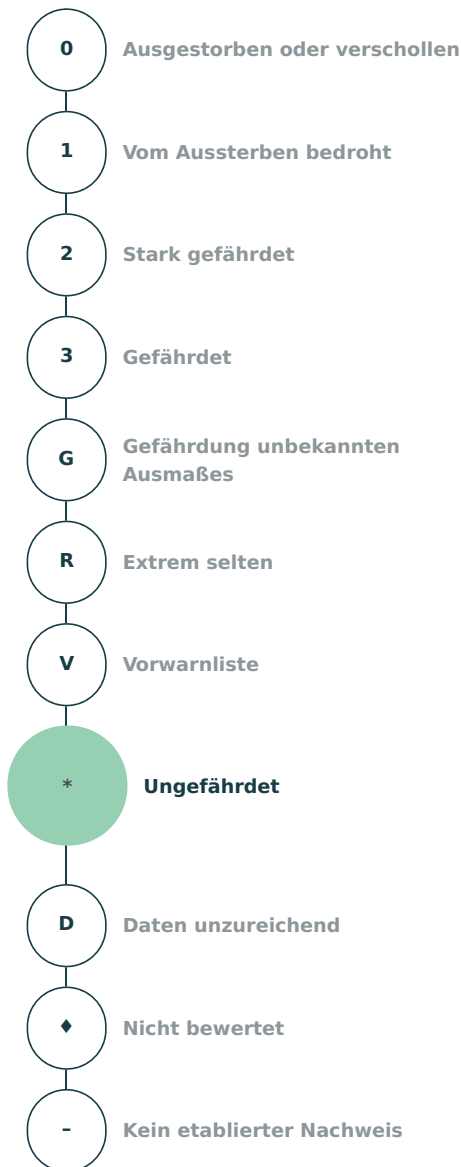 0 Ausgestorben oder verschollen
1 Vom Aussterben bedroht
2 Stark gefährdet
3 Gefährdet
G Gefährdung unbekannten
Ausmaßes
R Extrem selten
V Vorwarnliste
* Ungefährdet
D Daten unzureichend
♦ Nicht bewertet
– Kein etablierter Nachweis